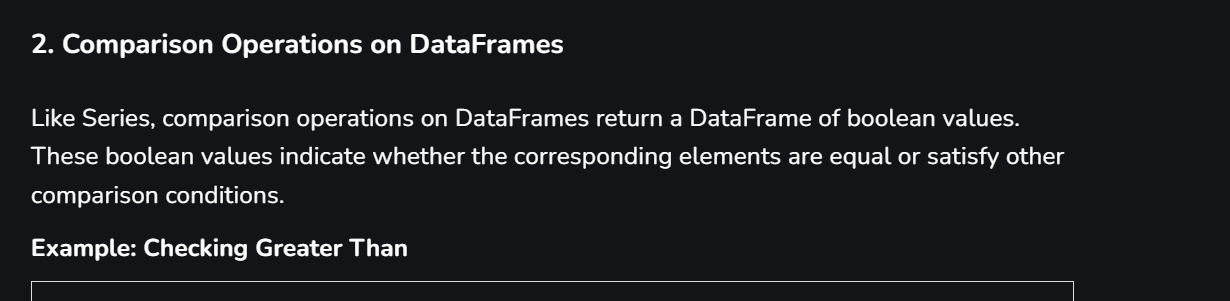 2. Comparison Operations on DataFrames
Like Series, comparison operations on DataFrames return a DataFrame of boolean values.
These boolean values indicate whether the corresponding elements are equal or satisfy other
comparison conditions.
Example: Checking Greater Than